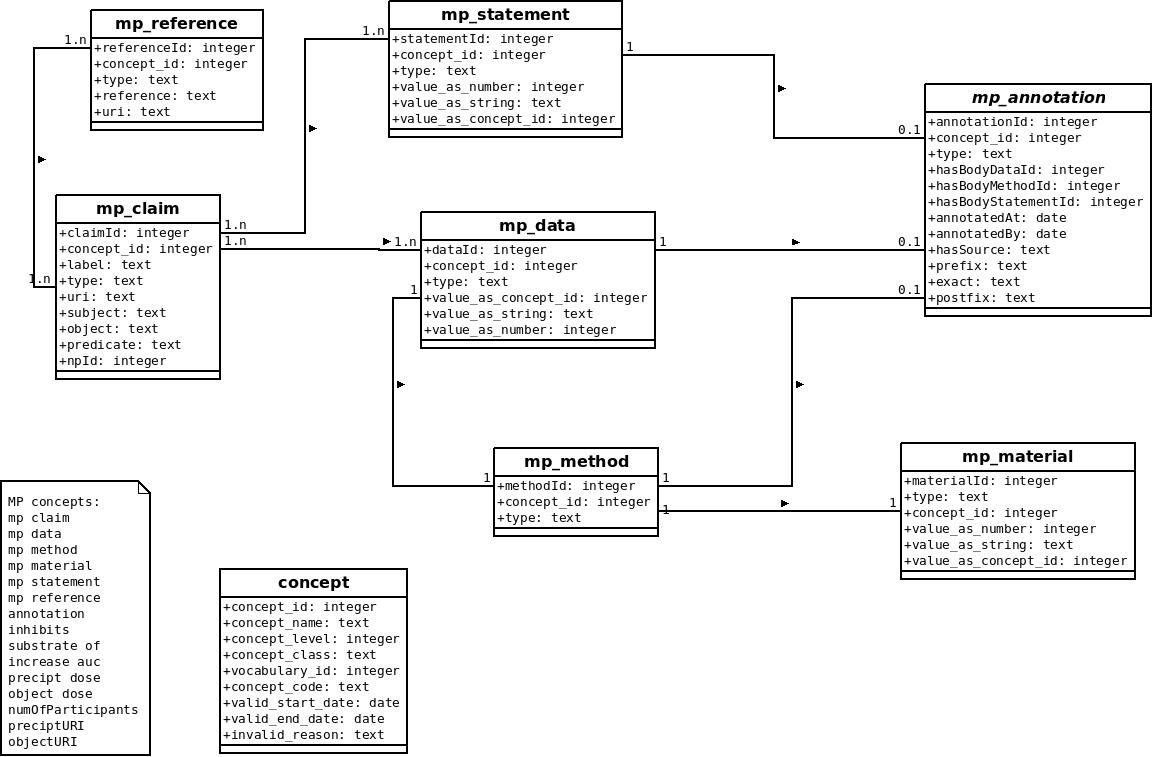 mp_reference
+referenceId: integer
+concept_id: integer
+type: text
+reference: text
+uri: text
1.n
mp_statement
+statementId: integer
+concept_id: integer
+type: text
+value_as_number: integer
+value_as_string: text
+value_as_concept_id: integer
1.n
1
mp_annotation
+annotationId: integer
+concept_id: integer
+type: text
+hasBodyDataId: integer
+hasBodyMethodId: integer
+hasBodyStatementId: integer
+annotatedAt: date
+annotatedBy: date
+hasSource: text
+prefix: text
+exact: text
+postfix: text
0.1
0.1
0.1
mp_claim
+claimId: integer
+concept_id: integer
+label: text
+type: text
+uri: text
+subject: text
+object: text
+predicate: text
+npId: integer
1.n
1.n
1.n
mp_data
+dataId: integer
+concept_id: integer
+type: text
+value_as_concept_id: integer
+value_as_string: text
+value_as_number: integer
1.n
1
1
mp_method
+methodId: integer
+concept_id: integer
+type: text
1
1
1
mp_material
+materialId: integer
+type: text
+concept_id: integer
+value_as_number: integer
+value_as_string: text
+value_as_concept_id: integer
1
MP concepts:
mp claim
mp data
mp method
mp material
mp statement
mp reference
annotation
inhibits
substrate of
increase auc
precipt dose
object dose
numOfParticipants
preciptURI
objectURI
concept
+concept_id: integer
+concept_name: text
+concept_level: integer
+concept_class: text
+vocabulary_id: integer
+concept_code: text
+valid_start_date: date
+valid_end_date: date
+invalid_reason: text